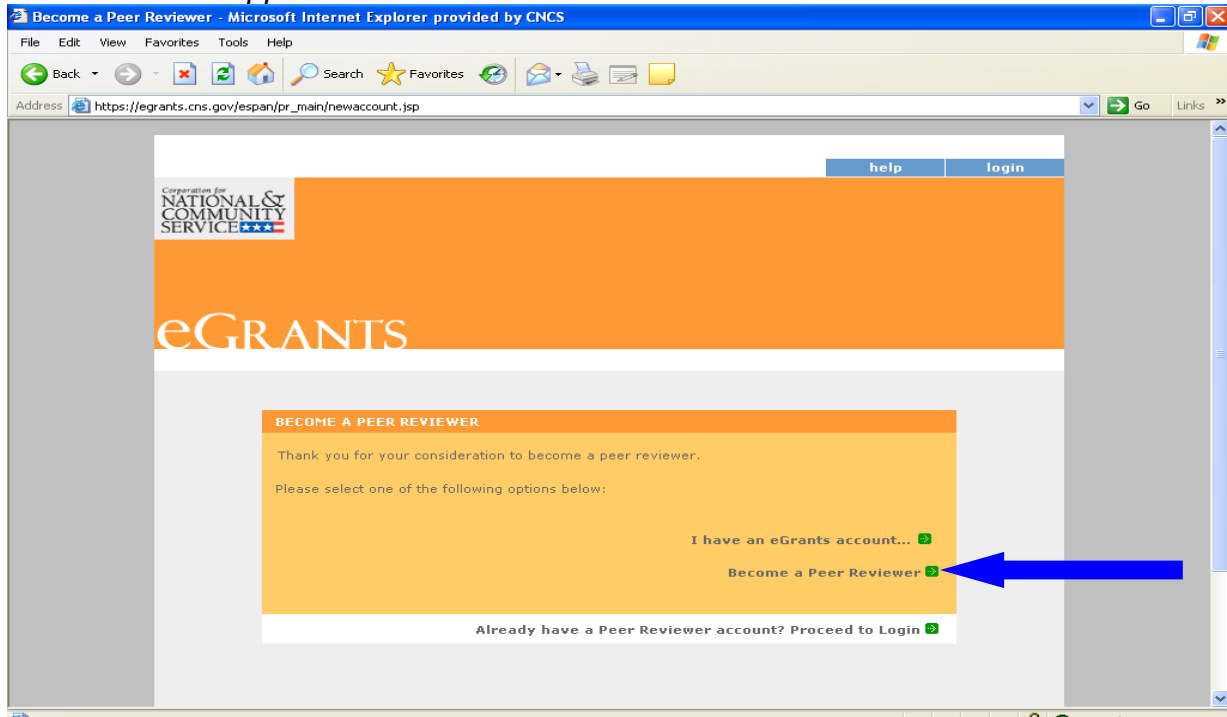 Become a Peer Reviewer - Microsoft Internet Explorer provided by CNCS
File Edit View Favorites Tools Help
Back Search Favorites
Address https://egrants.cns.gov/espan/pr_main/newaccount.jsp Go Links »
help login
Corporation for
NATIONAL &
COMMUNITY
SERVICE
eGRANTS
BECOME A PEER REVIEWER
Thank you for your consideration to become a peer reviewer.
Please select one of the following options below:
I have an eGrants account...
Become a Peer Reviewer
Already have a Peer Reviewer account? Proceed to Login